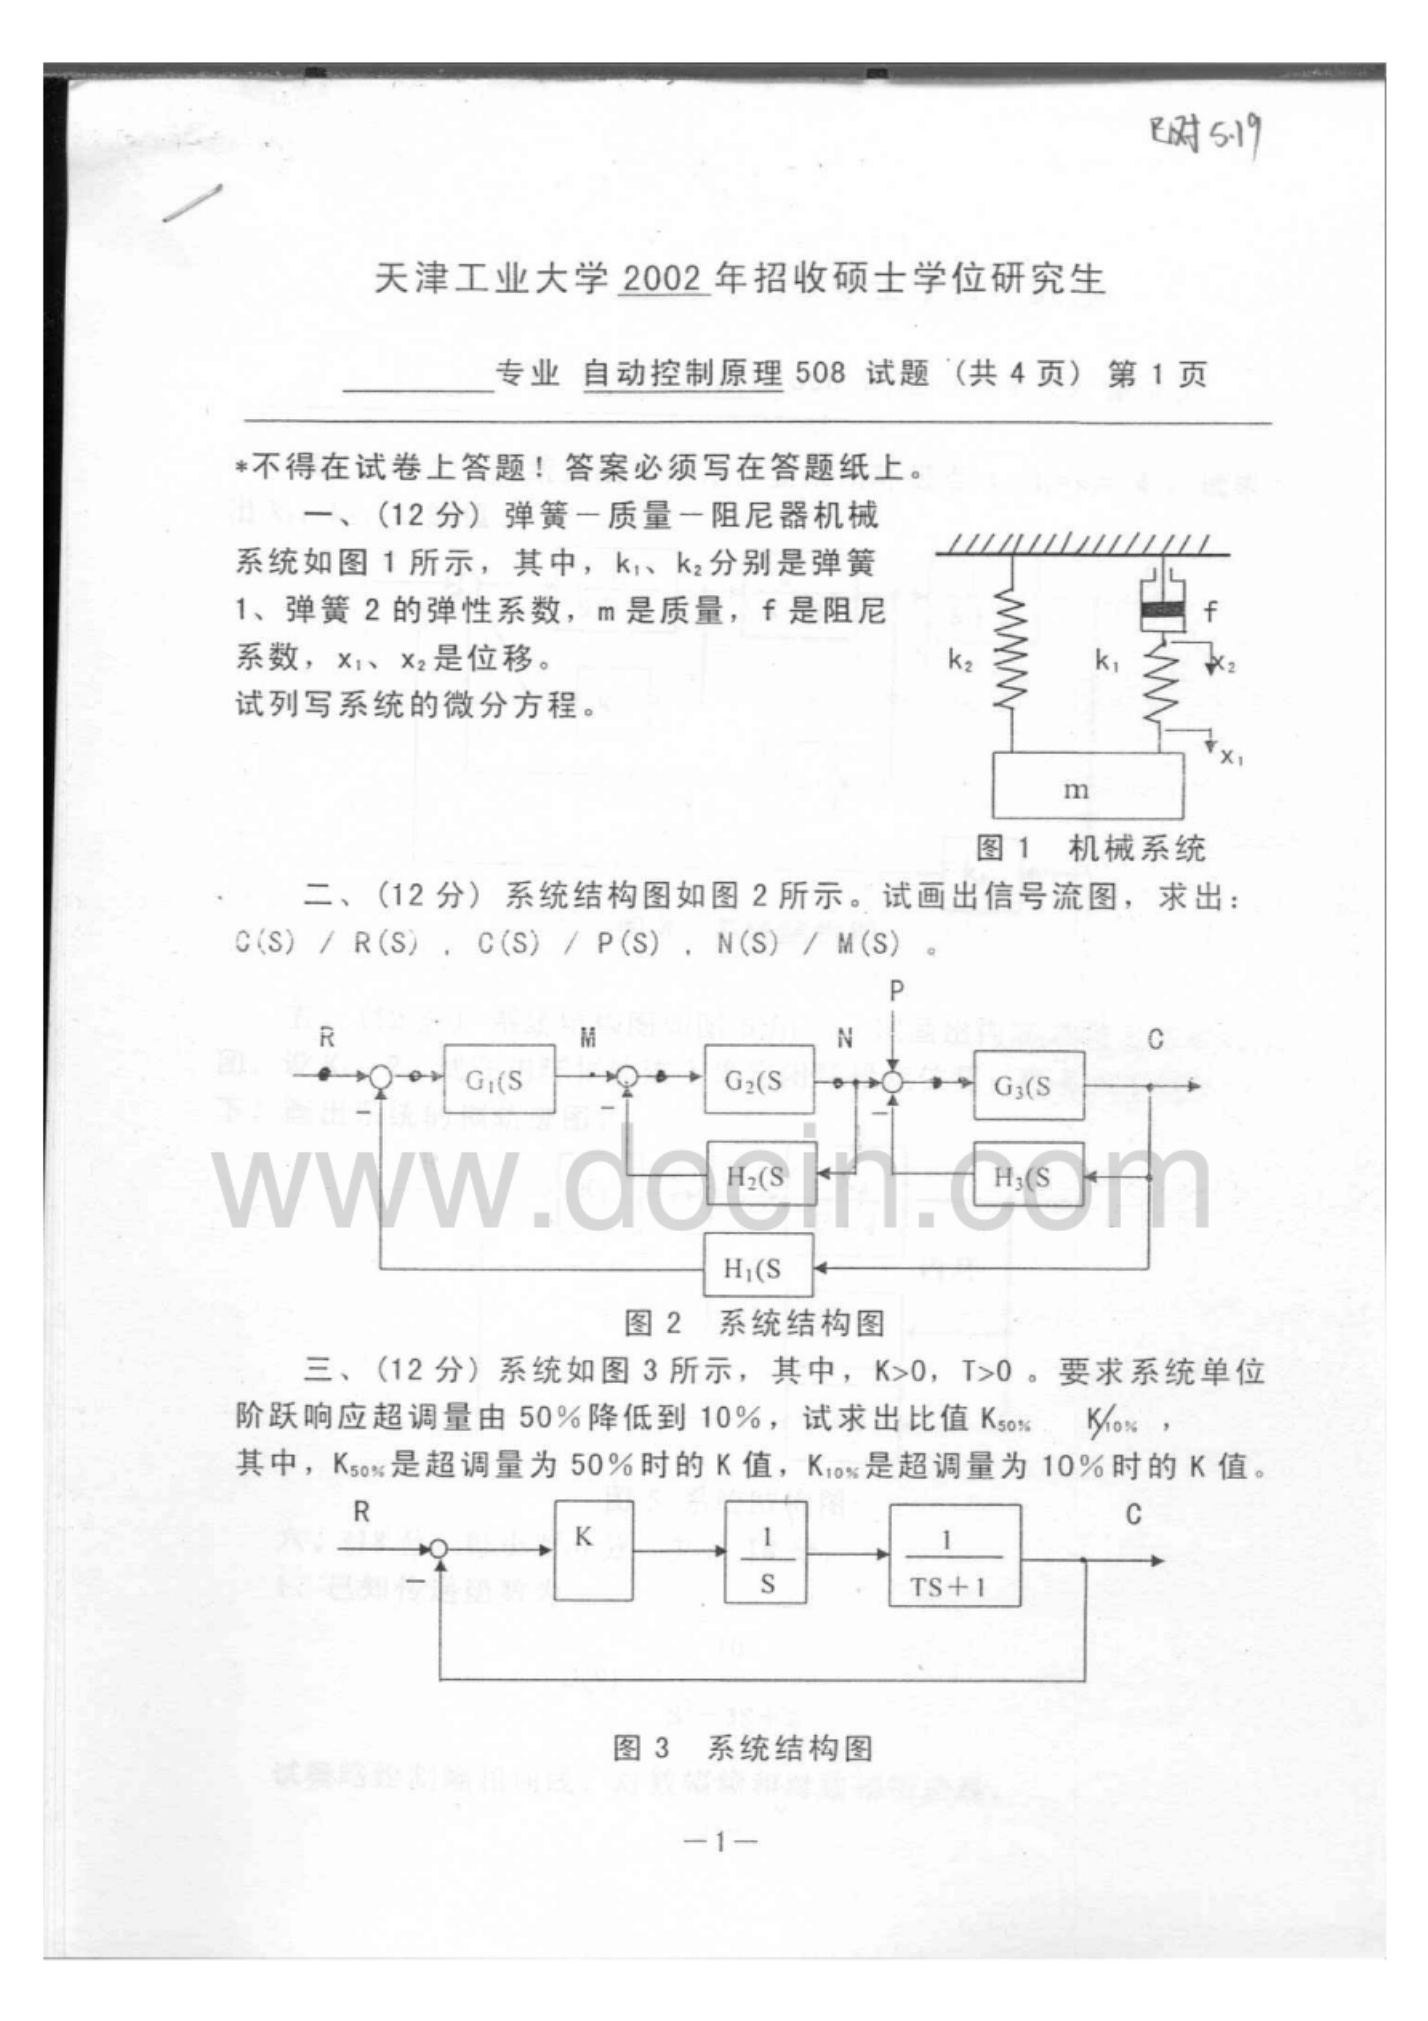 5.19
天津工业大学 2002 年招收硕士学位研究生
专业 自动控制原理 508 试题 (共 4 页) 第 1 页
*不得在试卷上答题! 答案必须写在答题纸上。
一、(12 分) 弹簧－质量－阻尼器机械
系统如图 1 所示，其中，k₁、k₂分别是弹簧
1、弹簧 2 的弹性系数，m 是质量，f 是阻尼
系数，x₁、x₂是位移。
试列写系统的微分方程。
f
k₂ k₁ x₂
x₁
m
图 1 机械系统
二、(12 分) 系统结构图如图 2 所示。试画出信号流图，求出：
C(S) / R(S) , C(S) / P(S) , N(S) / M(S) 。
P
R M N C
G₁(S G₂(S G₃(S
－ － －
H₂(S H₃(S
H₁(S
www.docin.com
图 2 系统结构图
三、(12 分) 系统如图 3 所示，其中，K>0，T>0 。要求系统单位
阶跃响应超调量由 50%降低到 10%，试求出比值 K₅₀% / K₁₀% ，
其中，K₅₀%是超调量为 50%时的 K 值，K₁₀%是超调量为 10%时的 K 值。
R C
K 1/S 1/TS+1
－
图 3 系统结构图
—1—